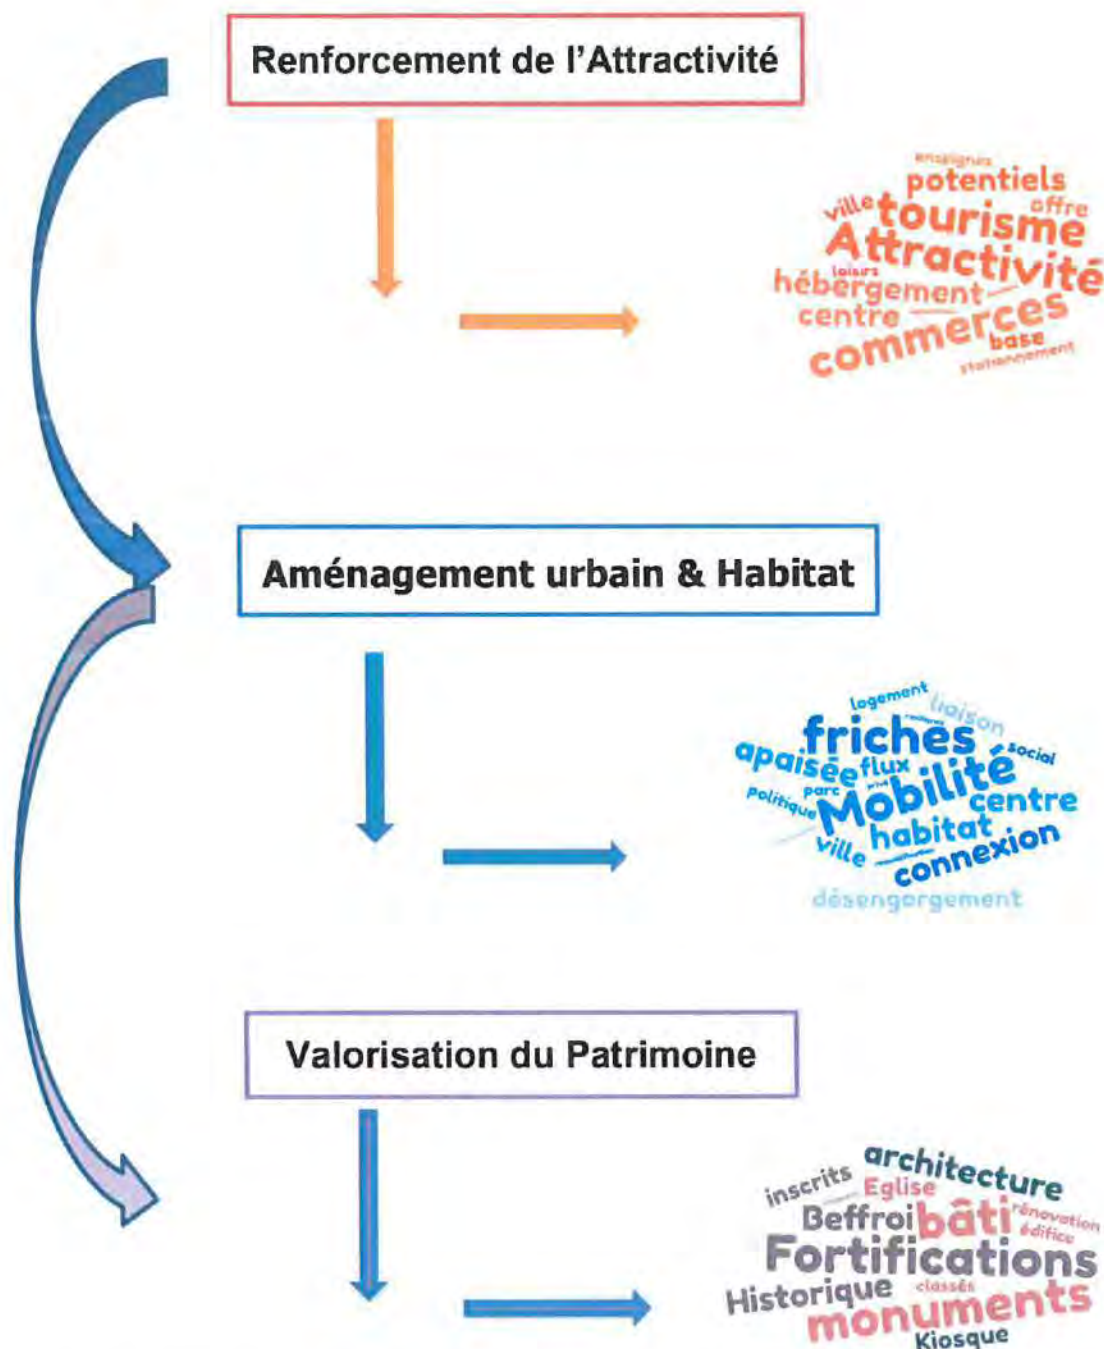 Renforcement de l'Attractivité
enseignes
potentiels
ville tourisme offre
Attractivité
loisirs
hébergement
centre
commerces
base
stationnement
Aménagement urbain & Habitat
logement
liaison
friches
social
apaisée flux
Mobilité
parc
politique
centre
habitat
ville
connexion
désengorgement
Valorisation du Patrimoine
architecture
inscrits
Eglise
Beffroi bâti rénovation
édifice
Fortifications
Historique classés
monuments
Kiosque